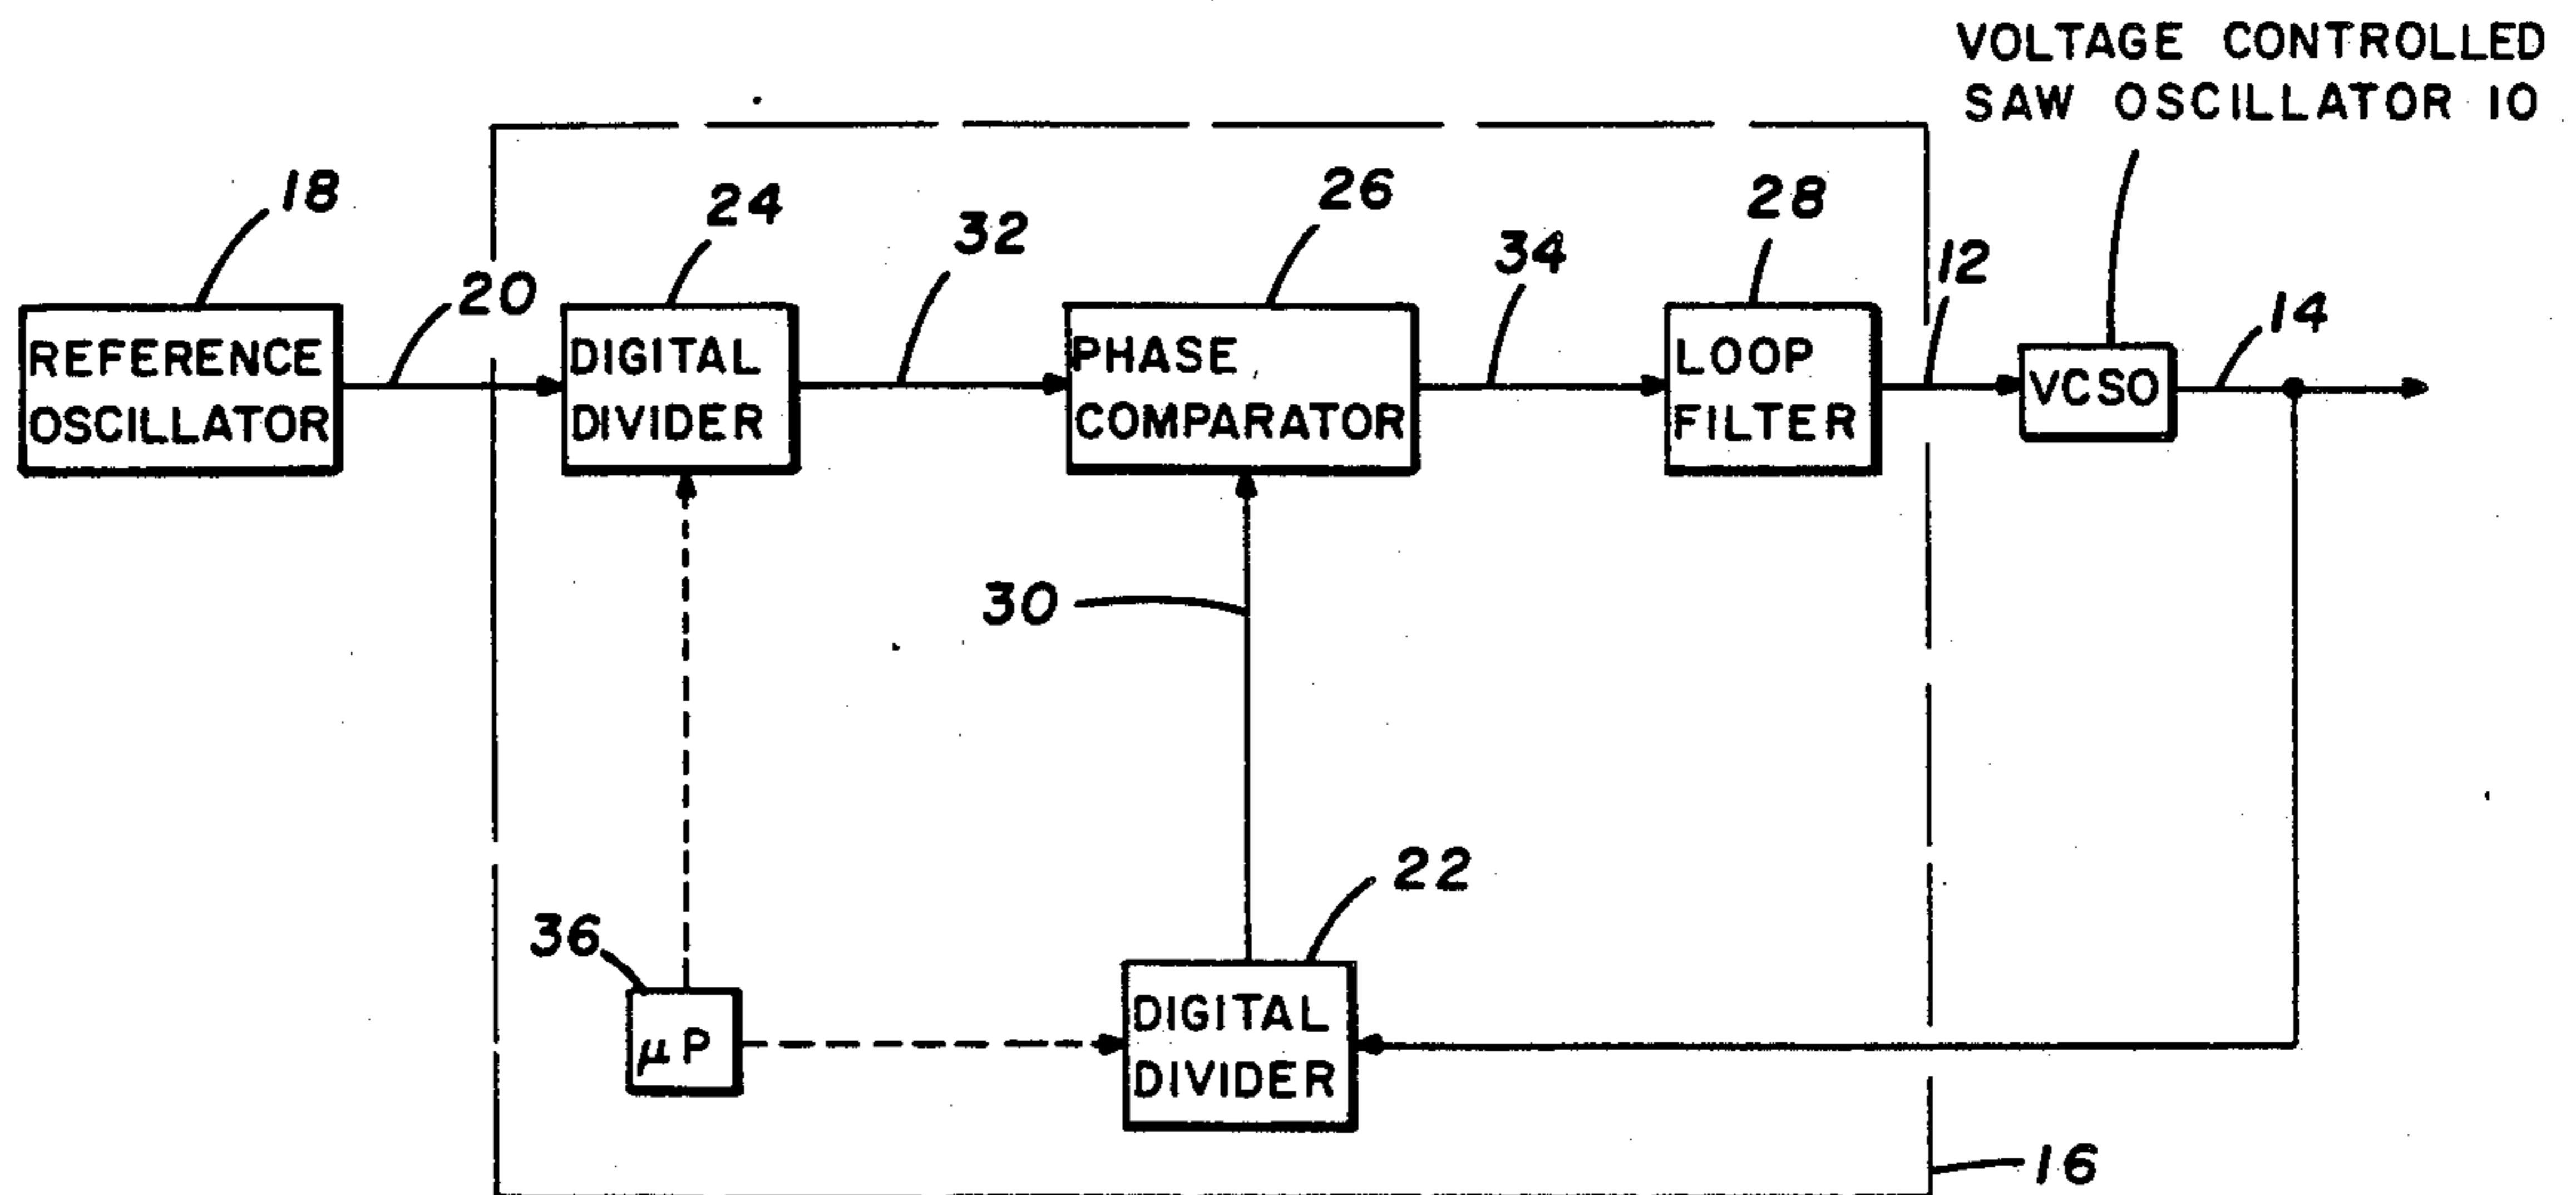 VOLTAGE CONTROLLED
SAW OSCILLATOR 10
18
24
26
28
32
34
12
20
14
REFERENCE
OSCILLATOR
DIGITAL
DIVIDER
PHASE
COMPARATOR
LOOP
FILTER
VCSO
30
22
36
μP
DIGITAL
DIVIDER
16